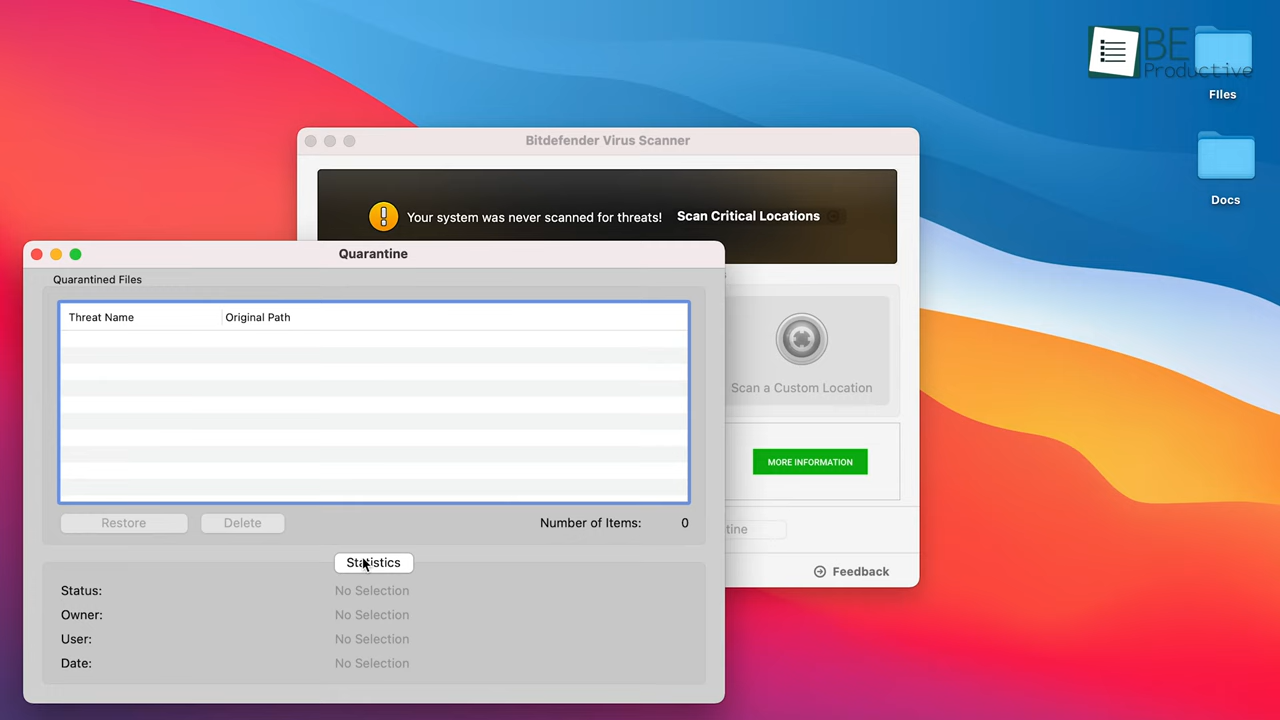 BE
Productive
FIles
Docs
Bitdefender Virus Scanner
Your system was never scanned for threats! Scan Critical Locations
Quarantine
Quarantined Files
Threat Name Original Path
Scan a Custom Location
MORE INFORMATION
Restore Delete Number of Items: 0
Statistics
Feedback
Status: No Selection
Owner: No Selection
User: No Selection
Date: No Selection